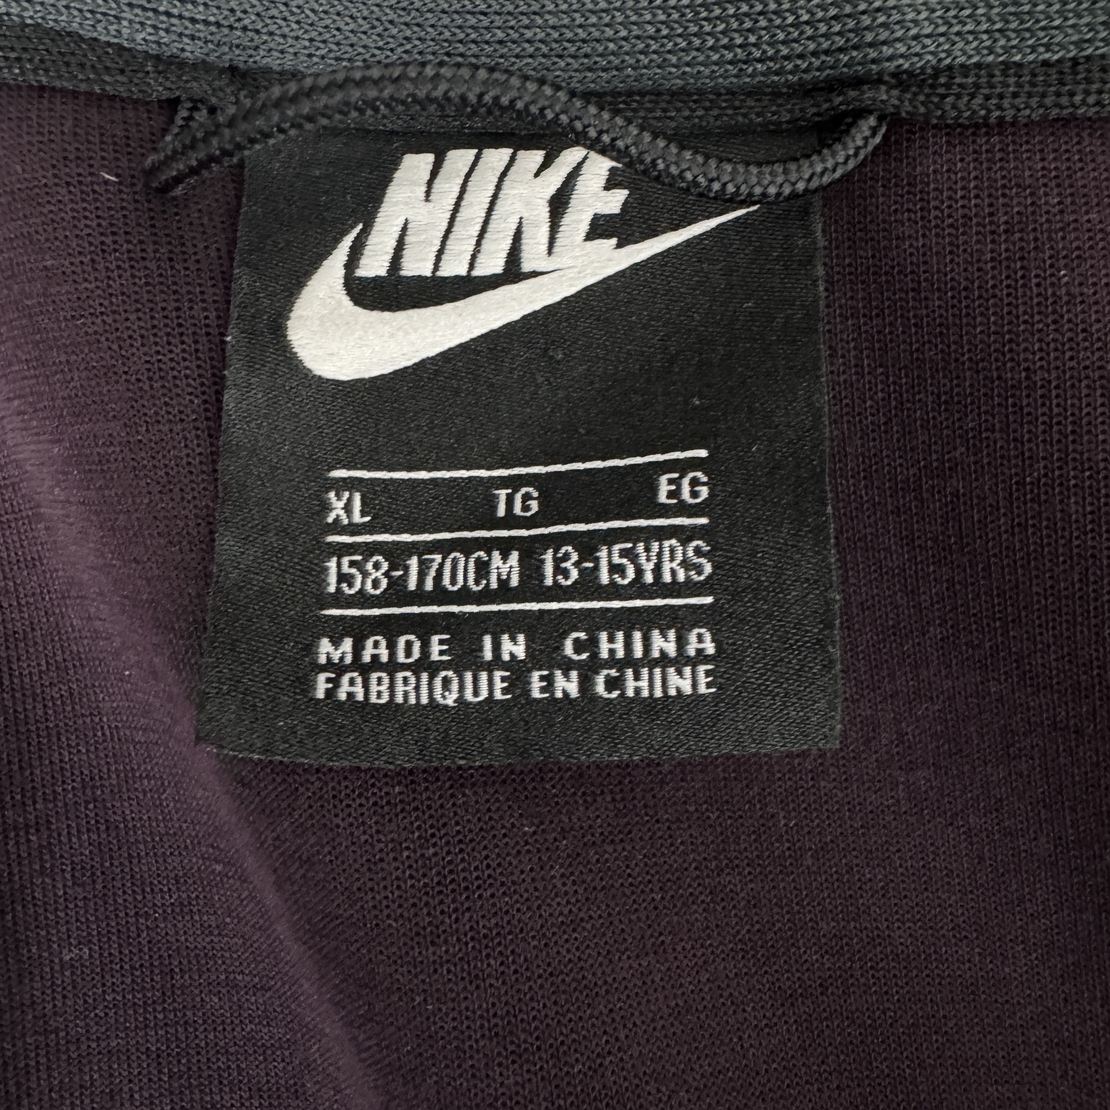 NIKE
XL TG EG
158-170CM 13-15YRS
MADE IN CHINA
FABRIQUE EN CHINE